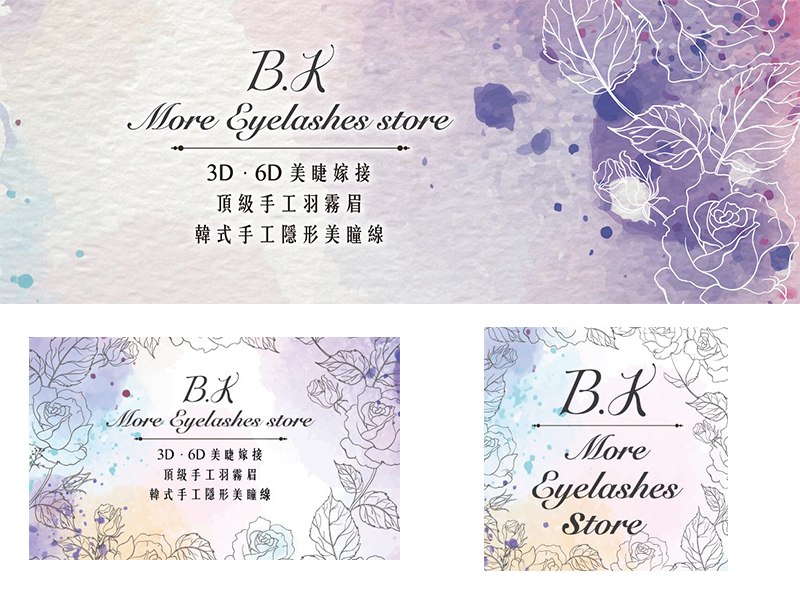 B.K
More Eyelashes store
3D · 6D 美睫嫁接
頂級手工羽霧眉
韓式手工隱形美瞳線
B.K
More Eyelashes store
3D · 6D 美睫嫁接
頂級手工羽霧眉
韓式手工隱形美瞳線
B.K
More
Eyelashes
Store